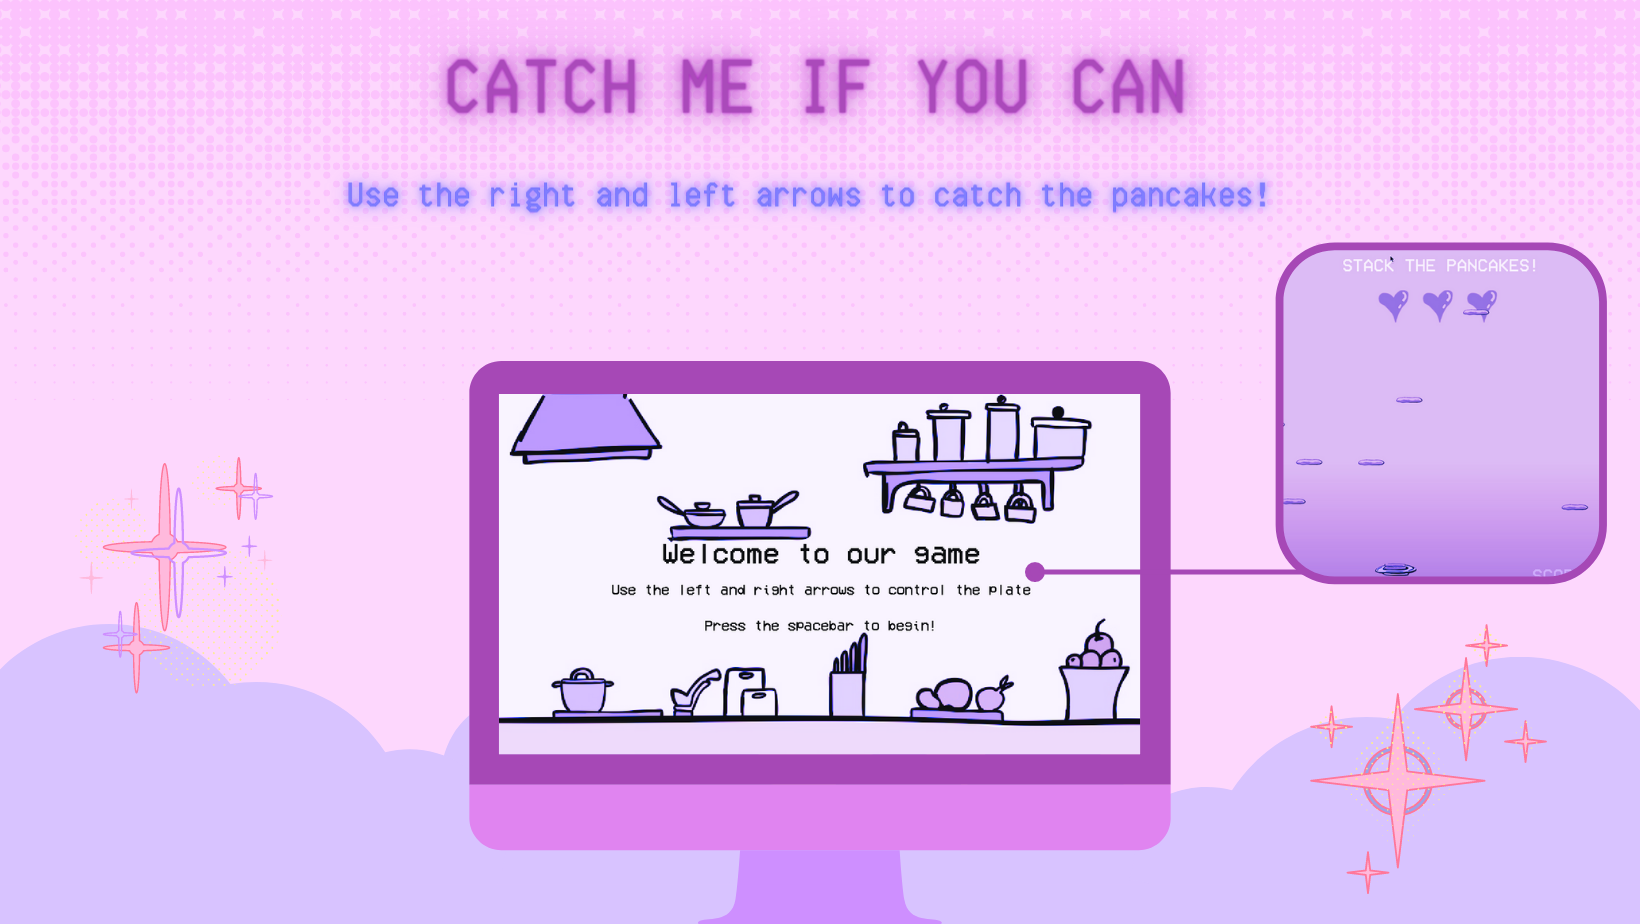 CATCH ME IF YOU CAN
Use the right and left arrows to catch the pancakes!
STACK THE PANCAKES!
Welcome to our game
Use the left and right arrows to control the plate
Press the spacebar to begin!